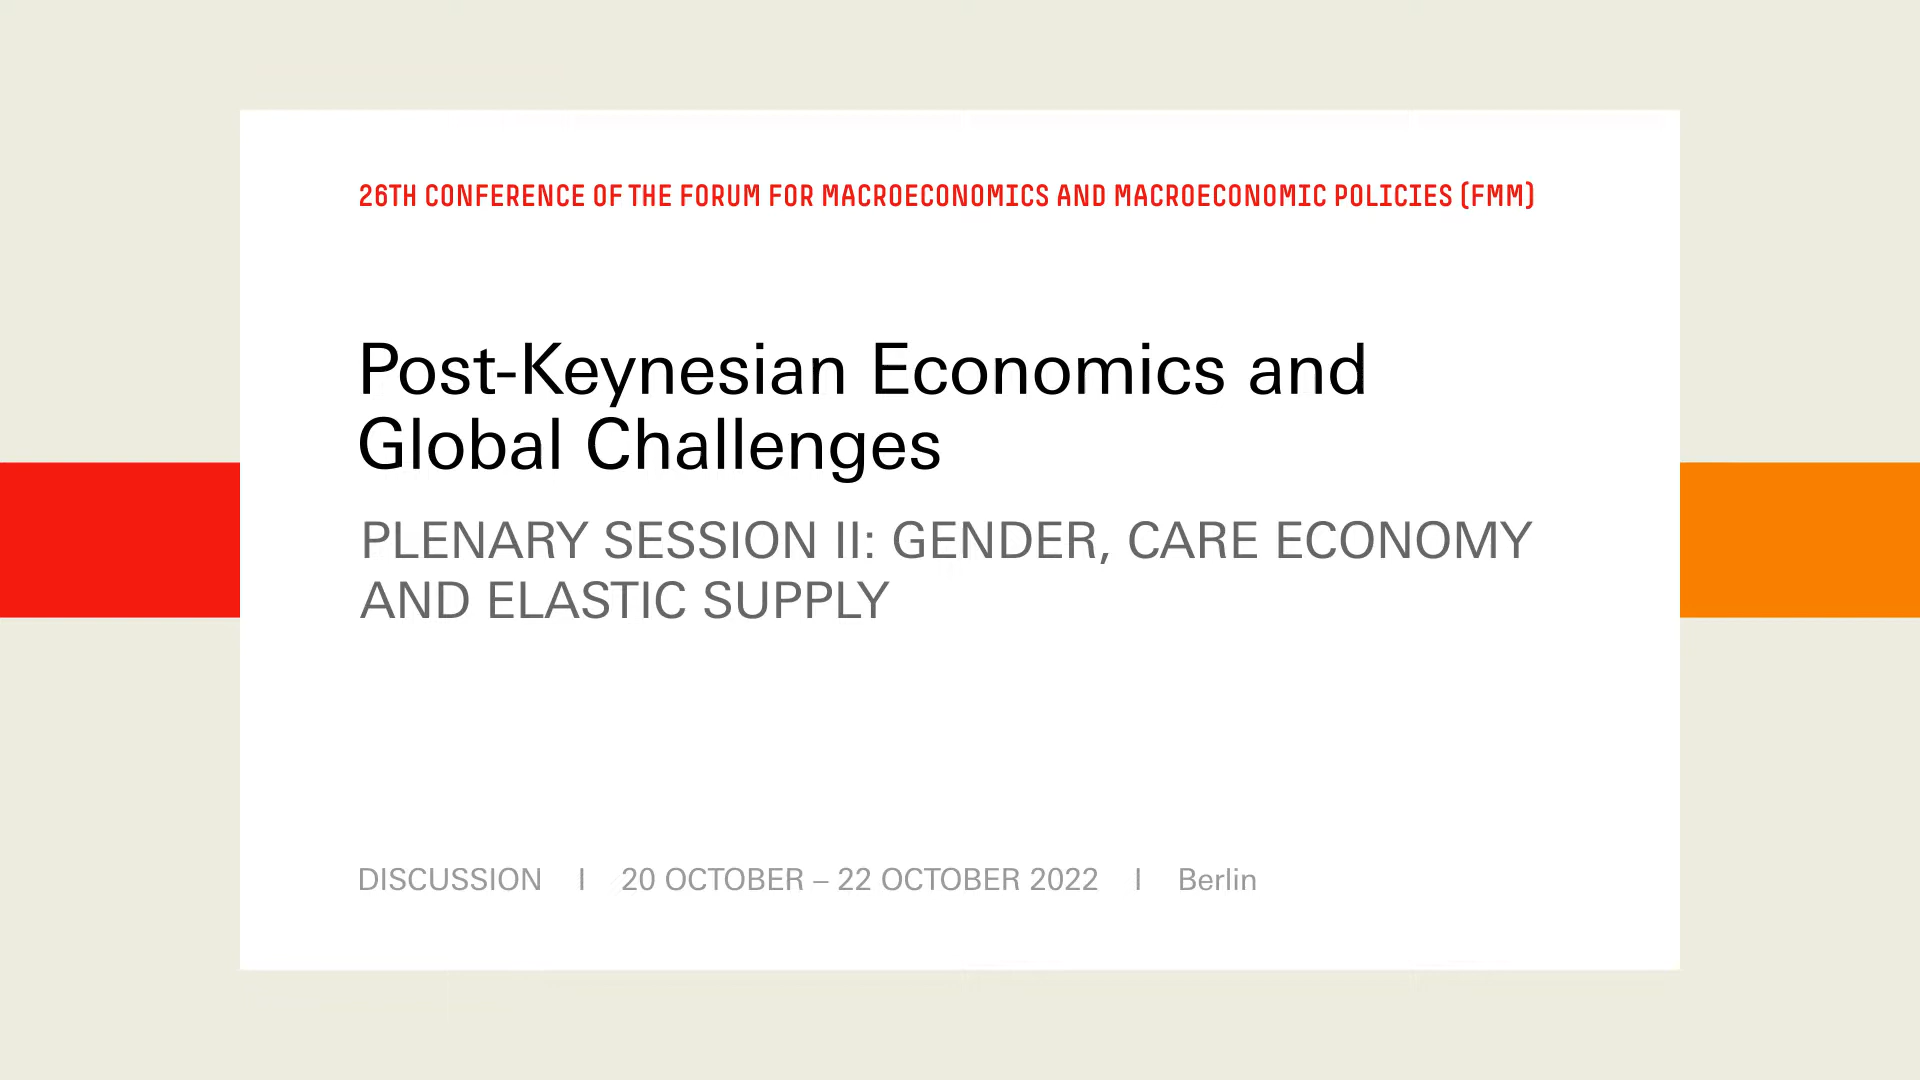 26TH CONFERENCE OF THE FORUM FOR MACROECONOMICS AND MACROECONOMIC POLICIES (FMM)
Post-Keynesian Economics and
Global Challenges
PLENARY SESSION II: GENDER, CARE ECONOMY
AND ELASTIC SUPPLY
DISCUSSION I 20 OCTOBER – 22 OCTOBER 2022 I Berlin